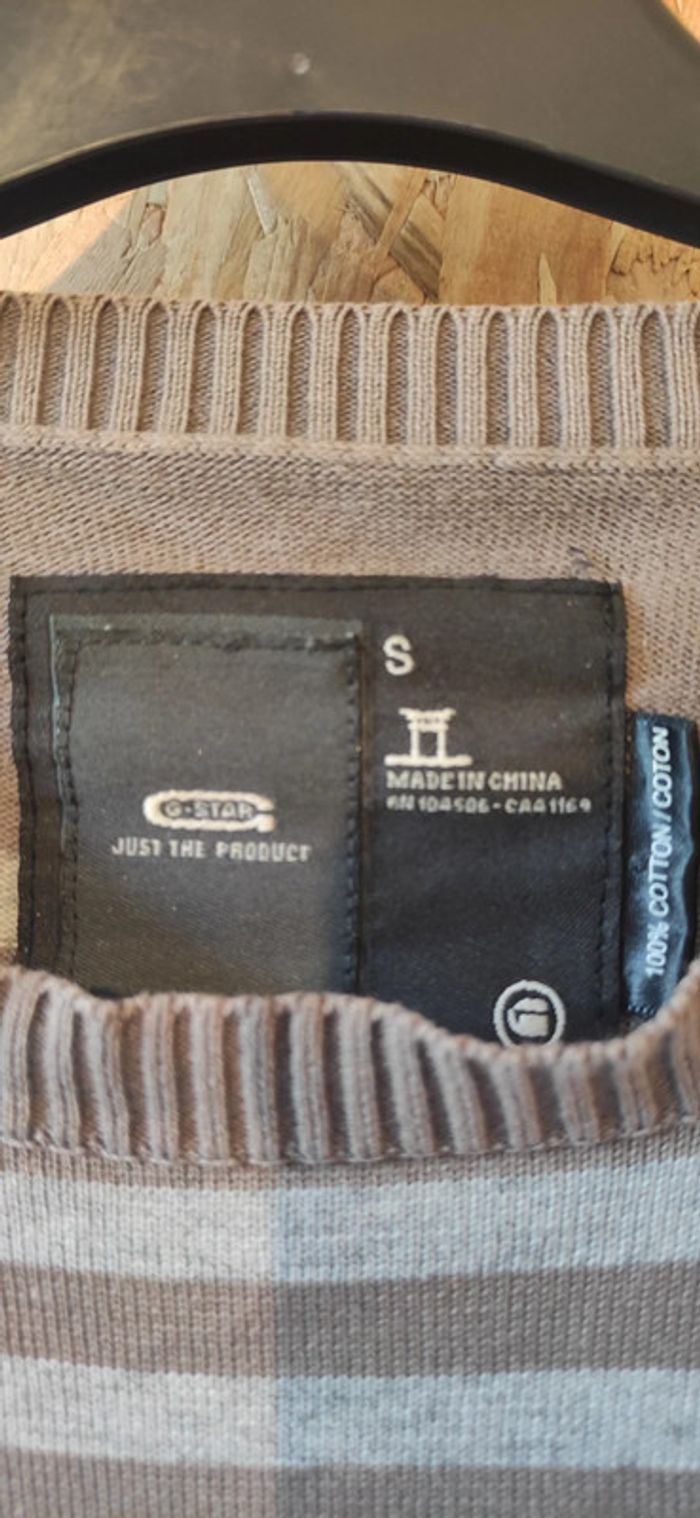 G-STAR
JUST THE PRODUCT
S
MADE IN CHINA
RN 104506 - CA41169
100% COTTON / COTON